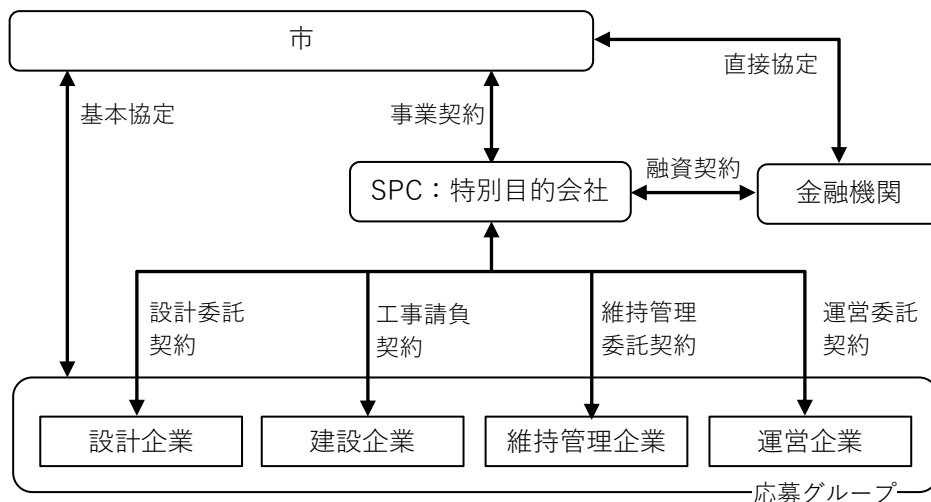 市
直接協定
基本協定
事業契約
融資契約
SPC：特別目的会社
金融機関
設計委託
契約
工事請負
契約
維持管理
委託契約
運営委託
契約
設計企業
建設企業
維持管理企業
運営企業
応募グループ